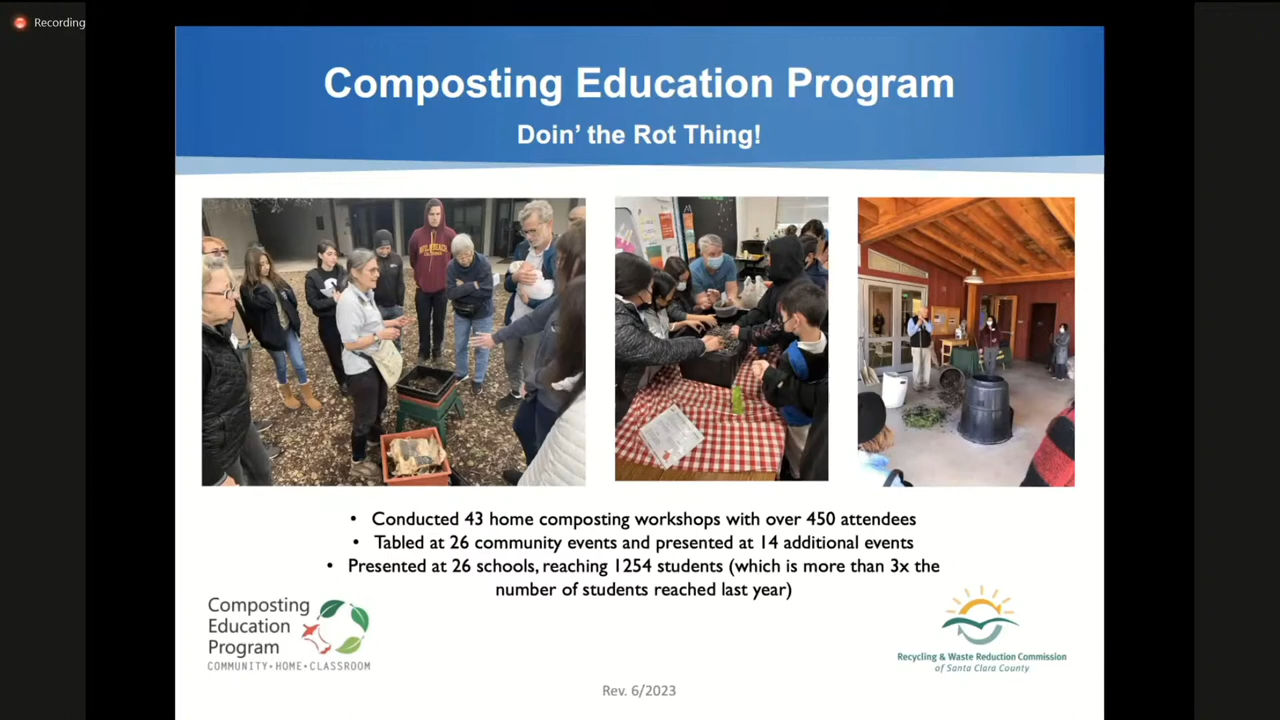 Recording
Composting Education Program
Doin' the Rot Thing!
• Conducted 43 home composting workshops with over 450 attendees
• Tabled at 26 community events and presented at 14 additional events
• Presented at 26 schools, reaching 1254 students (which is more than 3x the
number of students reached last year)
Composting
Education
Program
COMMUNITY•HOME•CLASSROOM
Recycling & Waste Reduction Commission
of Santa Clara County
Rev. 6/2023